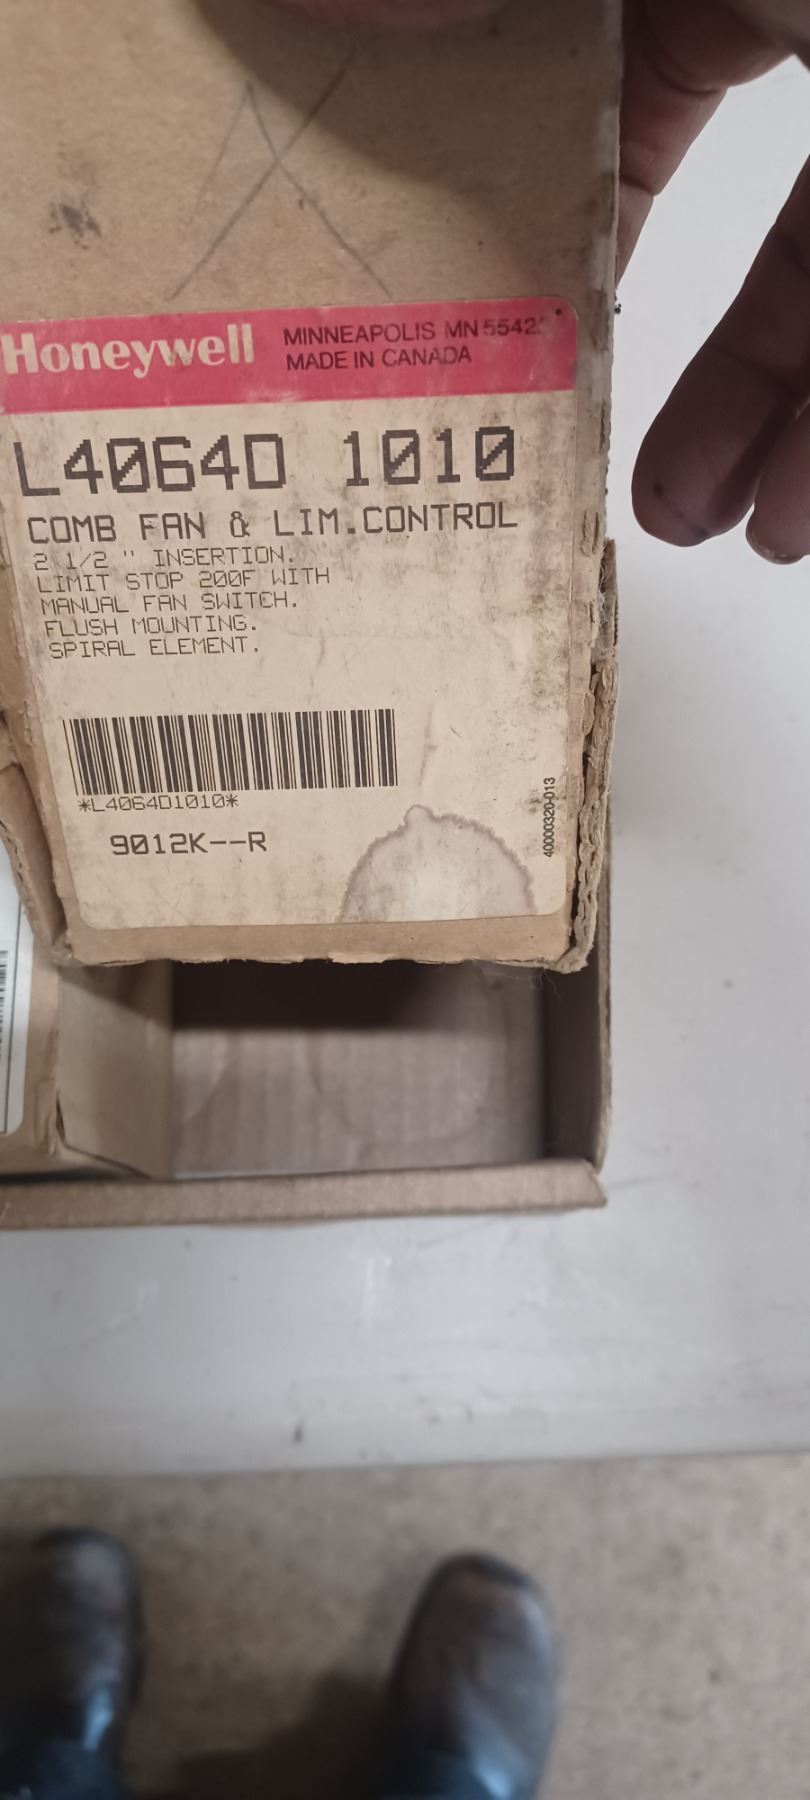 Honeywell
MINNEAPOLIS MN
MADE IN CANADA
L4064D 1010
COMB FAN & LIM.CONTROL
2 1/2 " INSERTION.
LIMIT STOP 200F WITH
MANUAL FAN SWITCH.
FLUSH MOUNTING.
SPIRAL ELEMENT.
*L4064D1010*
9012K--R
40000320-013